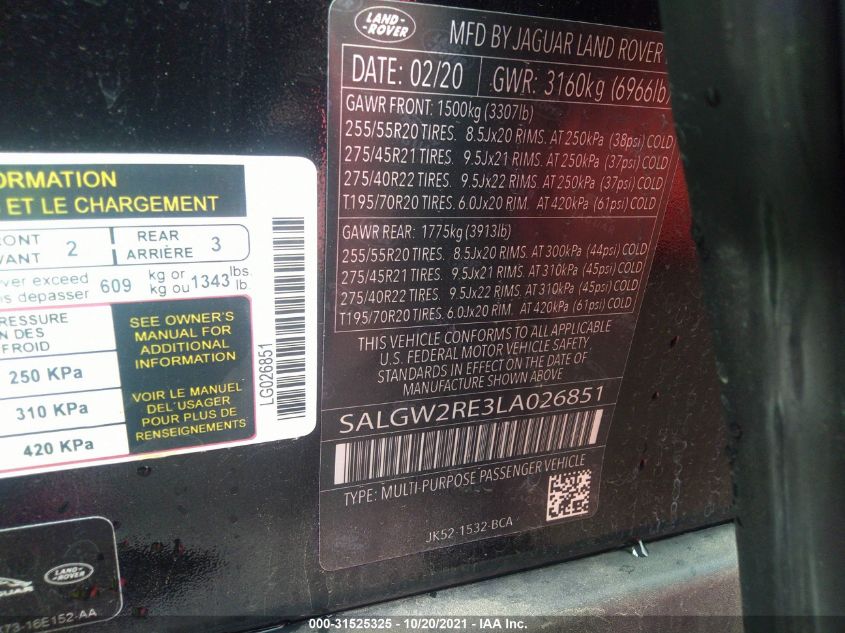 LAND-
ROVER
MFD BY JAGUAR LAND ROVER
DATE: 02/20
GWR: 3160kg (6966lb)
GAWR FRONT: 1500kg (3307lb)
255/55R20 TIRES. 8.5Jx20 RIMS. AT 250kPa (38psi) COLD
275/45R21 TIRES. 9.5Jx21 RIMS. AT 250kPa (37psi) COLD
275/40R22 TIRES. 9.5Jx22 RIMS. AT 250kPa (37psi) COLD
T195/70R20 TIRES. 6.0Jx20 RIMS. AT 420kPa (61psi) COLD
GAWR REAR: 1775kg (3913lb)
255/55R20 TIRES. 8.5Jx20 RIMS. AT 300kPa (44psi) COLD
275/45R21 TIRES. 9.5Jx21 RIMS. AT 310kPa (45psi) COLD
275/40R22 TIRES. 9.5Jx22 RIMS. AT 310kPa (45psi) COLD
T195/70R20 TIRES. 6.0Jx20 RIMS. AT 420kPa (61psi) COLD
THIS VEHICLE CONFORMS TO ALL APPLICABLE
U.S. FEDERAL MOTOR VEHICLE SAFETY
STANDARDS IN EFFECT ON THE DATE OF
MANUFACTURE SHOWN ABOVE.
SALGW2RE3LA026851
TYPE: MULTI-PURPOSE PASSENGER VEHICLE
JK52-1532-BCA
ORMATION
ET LE CHARGEMENT
RONT
VANT
2
REAR
ARRIÈRE
3
ver exceed
is dépasser
609
kg or
kg ou
1343
lbs.
lb.
RESSURE
N DES
FROID
250 KPa
310 KPa
420 KPa
SEE OWNER'S
MANUAL FOR
ADDITIONAL
INFORMATION
VOIR LE MANUEL
DEL'USAGER
POUR PLUS DE
RENSEIGNEMENTS
LG026851
GUAR
LAND-
ROVER
X73-16E152-AA
000-31525325 - 10/20/2021 - IAA Inc.